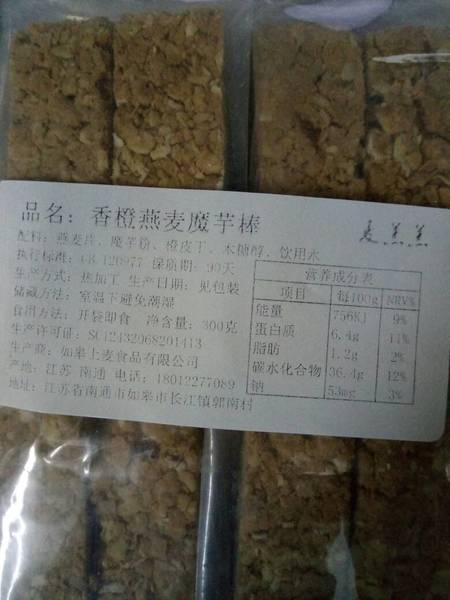 品名：香橙燕麦魔芋棒
麦羔羔
配料：燕麦片、魔芋粉、橙皮丁、木糖醇、饮用水
执行标准：GB/T20977 保质期：90天
生产方式：热加工 生产日期：见包装
储藏方法：室温下避免潮湿
食用方法：开袋即食 净含量：300克
生产许可证：SC12432068201413
生产商：如皋上麦食品有限公司
产地：江苏 南通 电话：18012277089
地址：江苏省南通市如皋市长江镇郭南村
营养成分表
项目 每100g NRV%
能量 756KJ 9%
蛋白质 6.4g 11%
脂肪 1.2g 2%
碳水化合物 36.4g 12%
钠 53mg 3%